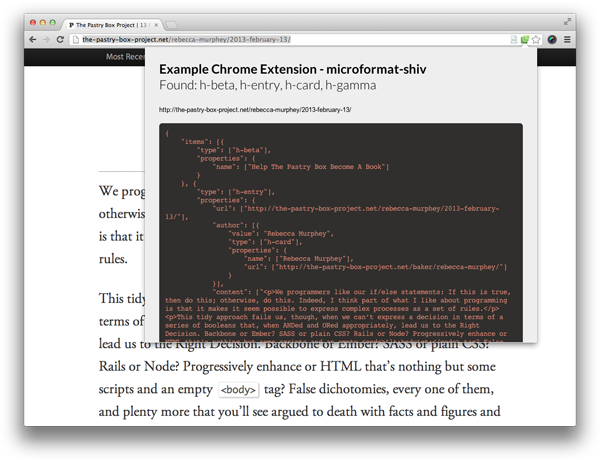 The Pastry Box Project | 13
the-pastry-box-project.net/rebecca-murphey/2013-february-13/
Most Recen
Example Chrome Extension - microformat-shiv
Found: h-beta, h-entry, h-card, h-gamma
http://the-pastry-box-project.net/rebecca-murphey/2013-february-13/
{
"items": [{
"type": ["h-beta"],
"properties": {
"name": ["Help The Pastry Box Become A Book"]
}
}, {
"type": ["h-entry"],
"properties": {
"url": ["http://the-pastry-box-project.net/rebecca-murphey/2013-february-
13/"],
"author": [{
"value": "Rebecca Murphey",
"type": ["h-card"],
"properties": {
"name": ["Rebecca Murphey"],
"url": ["http://the-pastry-box-project.net/baker/rebecca-murphey/"]
}
}],
"content": ["<p>We programmers like our if/else statements: If this is true,
then do this; otherwise, do this. Indeed, I think part of what I like about programming
is that it makes it seem possible to express complex processes as a set of rules.</p>
<p>This tidy approach fails us, though, when we can't express a decision in terms of a
series of booleans that, when ANDed and ORed appropriately, lead us to the Right
Decision. Backbone or Ember? SASS or plain CSS? Rails or Node? Progressively enhance or
We prog
otherwis
is that it
rules.
This tidy
terms of
lead us to the Right Decision. Backbone or Ember? SASS or plain CSS?
Rails or Node? Progressively enhance or HTML that's nothing but some
scripts and an empty <body> tag? False dichotomies, every one of them,
and plenty more that you'll see argued to death with facts and figures and